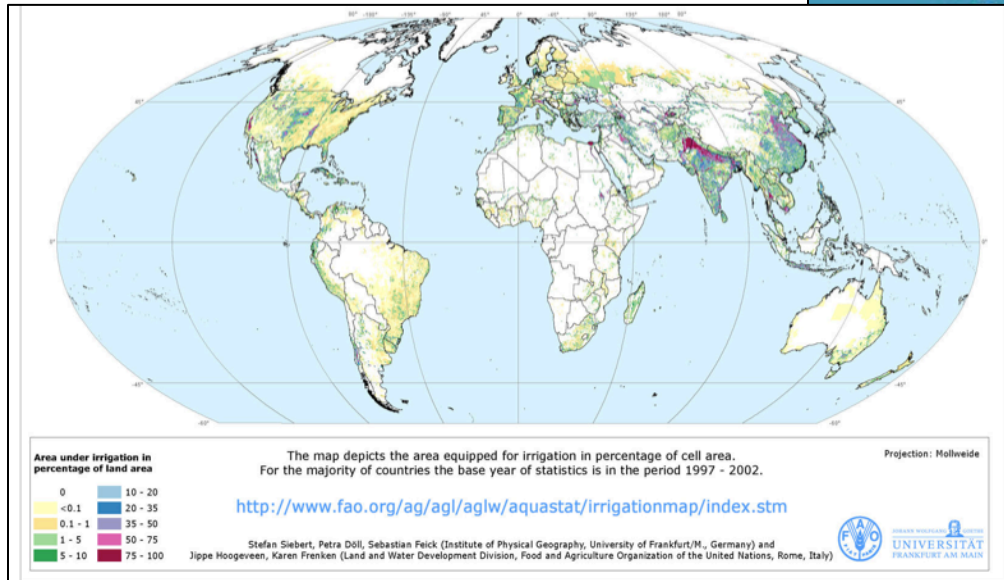 The map depicts the area equipped for irrigation in percentage of cell area.
For the majority of countries the base year of statistics is in the period 1997 - 2002.
Projection: Mollweide
Area under irrigation in
percentage of land area
0
<0.1
0.1 - 1
1 - 5
5 - 10
10 - 20
20 - 35
35 - 50
50 - 75
75 - 100
http://www.fao.org/ag/agl/aglw/aquastat/irrigationmap/index.stm
Stefan Siebert, Petra Döll, Sebastian Feick (Institute of Physical Geography, University of Frankfurt/M., Germany) and
Jippe Hoogeveen, Karen Frenken (Land and Water Development Division, Food and Agriculture Organization of the United Nations, Rome, Italy)
JOHANN WOLFGANG GOETHE
UNIVERSITÄT
FRANKFURT AM MAIN